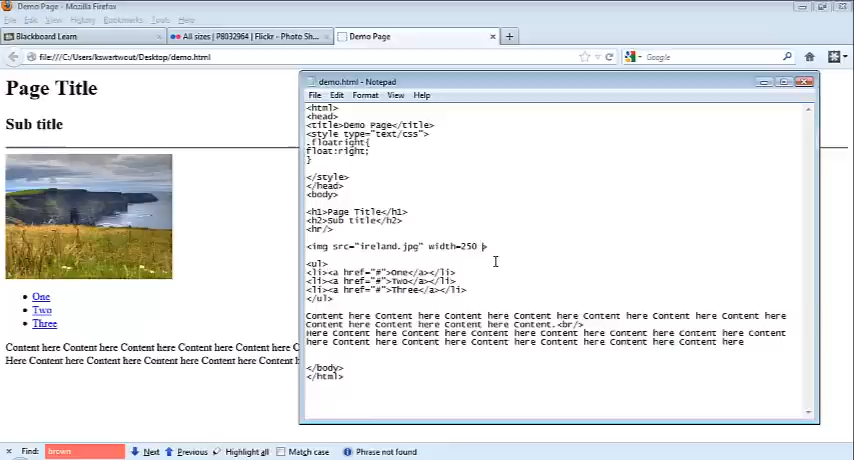 Demo Page - Mozilla Firefox
File Edit View History Bookmarks Tools Help
Blackboard Learn
All sizes | P8032964 | Flickr - Photo Sh...
Demo Page
file:///C:/Users/kswartwout/Desktop/demo.html
Google
Page Title
Sub title
One
Two
Three
Content here Content here Content here Content here Content here
Here Content here Content here Content here Content here Content
demo.html - Notepad
File Edit Format View Help
<html>
<head>
<title>Demo Page</title>
<style type="text/css">
.floatright{
float:right;
}
</style>
</head>
<body>
<h1>Page Title</h1>
<h2>Sub title</h2>
<hr/>
<img src="ireland.jpg" width=250 >
<ul>
<li><a href="#">One</a></li>
<li><a href="#">Two</a></li>
<li><a href="#">Three</a></li>
</ul>
Content here Content here Content here Content here Content here Content here Content here
Content here Content here Content here Content here Content.<br/>
Here Content here Content here Content here Content here Content here Content here Content
here Content here Content here Content here Content here Content here Content here
</body>
</html>
Find: brown Next Previous Highlight all Match case Phrase not found